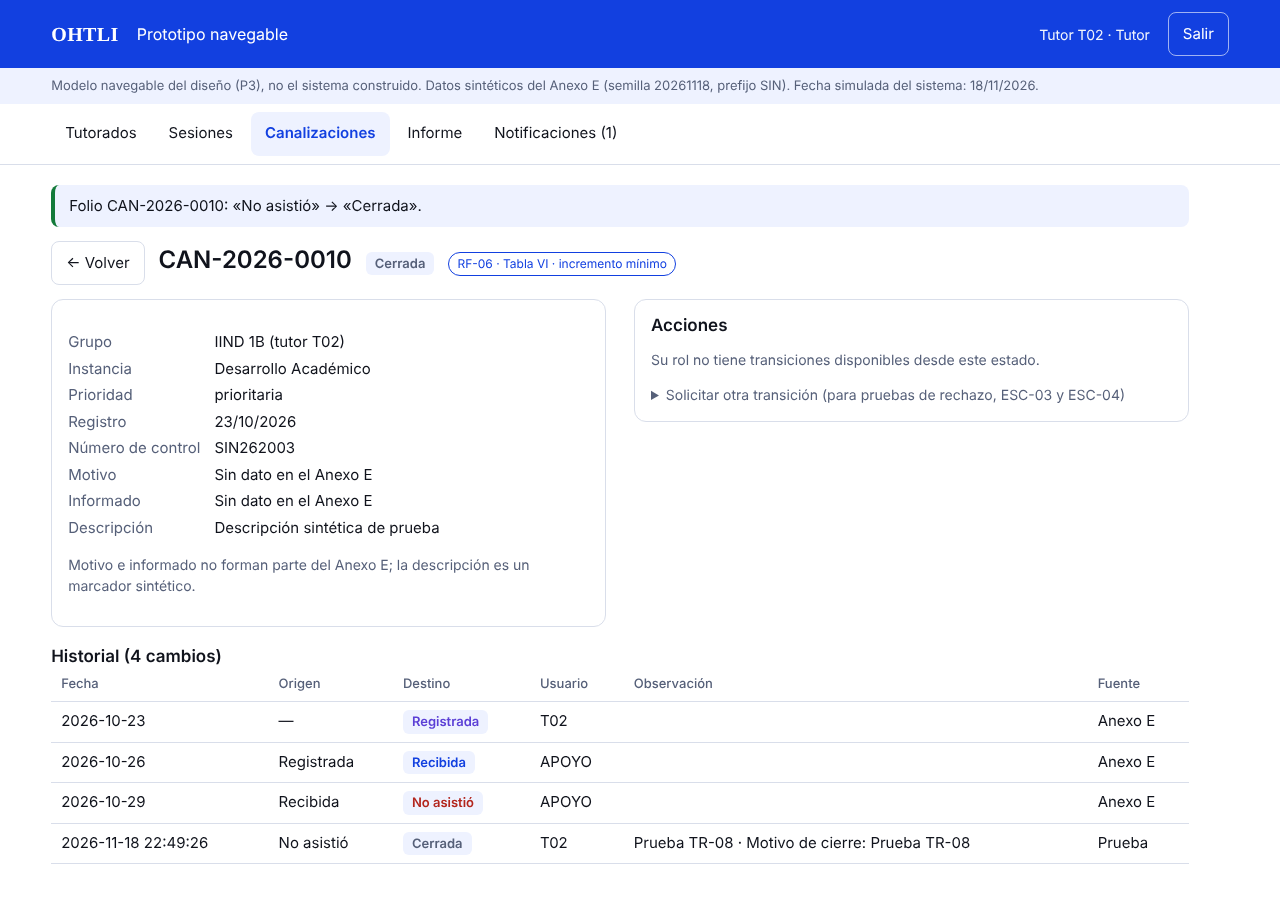 OHTLI Prototipo navegable
Tutor T02 · Tutor
Salir
Modelo navegable del diseño (P3), no el sistema construido. Datos sintéticos del Anexo E (semilla 20261118, prefijo SIN). Fecha simulada del sistema: 18/11/2026.
Tutorados Sesiones Canalizaciones Informe Notificaciones (1)
Folio CAN-2026-0010: «No asistió» → «Cerrada».
← Volver CAN-2026-0010 Cerrada RF-06 · Tabla VI · incremento mínimo
Grupo IIND 1B (tutor T02)
Instancia Desarrollo Académico
Prioridad prioritaria
Registro 23/10/2026
Número de control SIN262003
Motivo Sin dato en el Anexo E
Informado Sin dato en el Anexo E
Descripción Descripción sintética de prueba
Motivo e informado no forman parte del Anexo E; la descripción es un
marcador sintético.
Acciones
Su rol no tiene transiciones disponibles desde este estado.
▶ Solicitar otra transición (para pruebas de rechazo, ESC-03 y ESC-04)
Historial (4 cambios)
Fecha Origen Destino Usuario Observación Fuente
2026-10-23 — Registrada T02 Anexo E
2026-10-26 Registrada Recibida APOYO Anexo E
2026-10-29 Recibida No asistió APOYO Anexo E
2026-11-18 22:49:26 No asistió Cerrada T02 Prueba TR-08 · Motivo de cierre: Prueba TR-08 Prueba